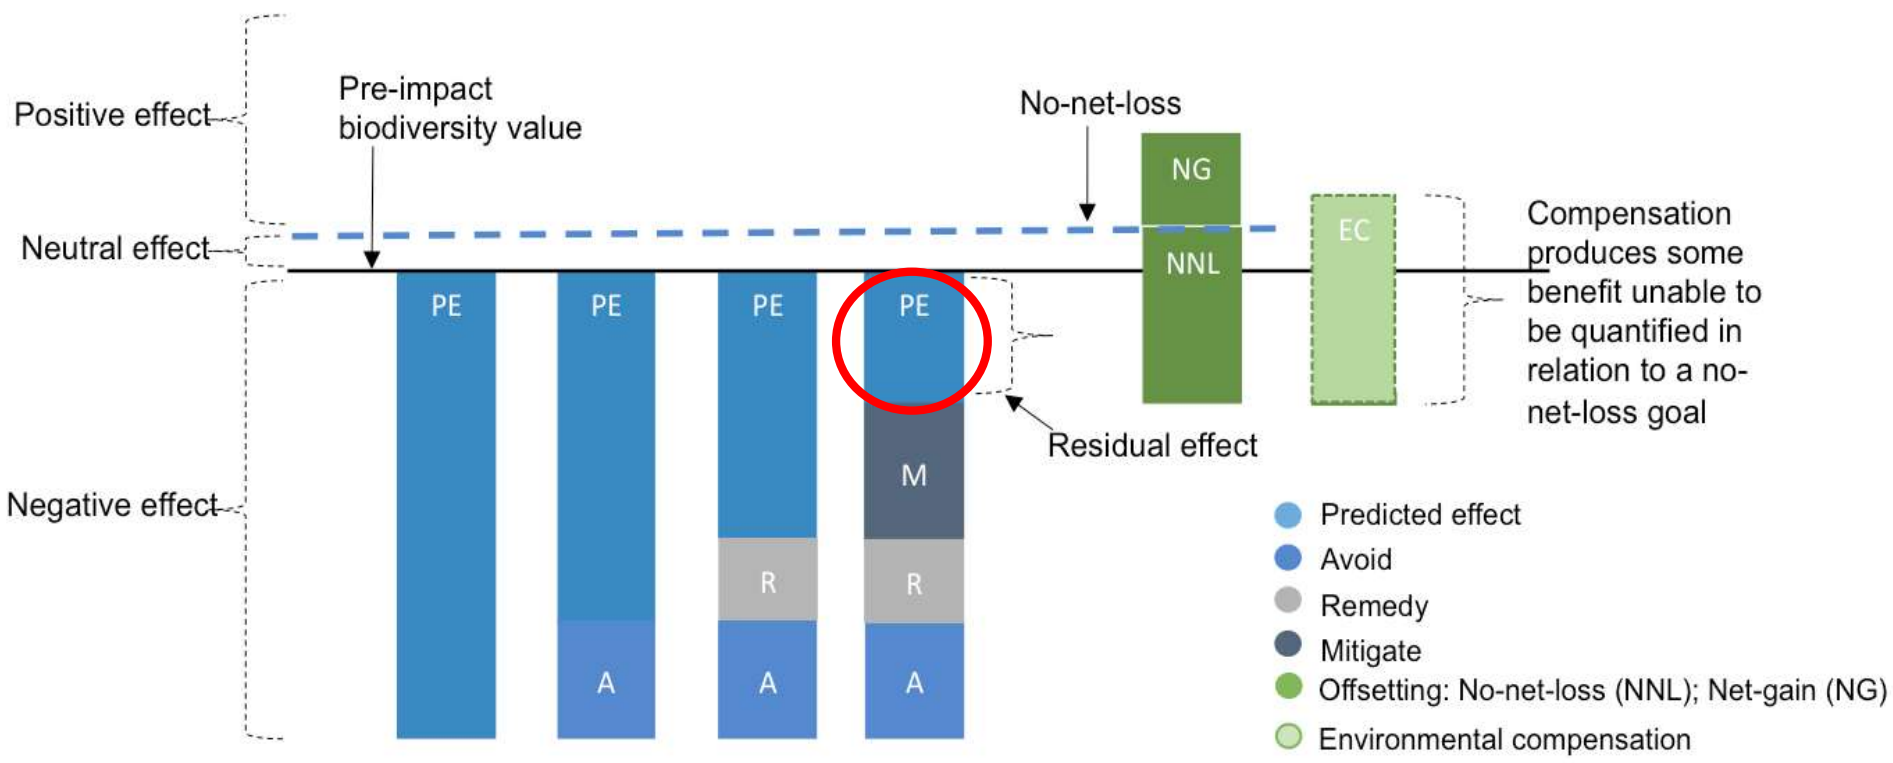 Positive effect
Pre-impact
biodiversity value
No-net-loss
Neutral effect
Negative effect
PE
PE
A
PE
R
A
PE
M
R
A
Residual effect
NG
NNL
EC
Compensation
produces some
benefit unable to
be quantified in
relation to a no-
net-loss goal
Predicted effect
Avoid
Remedy
Mitigate
Offsetting: No-net-loss (NNL); Net-gain (NG)
Environmental compensation